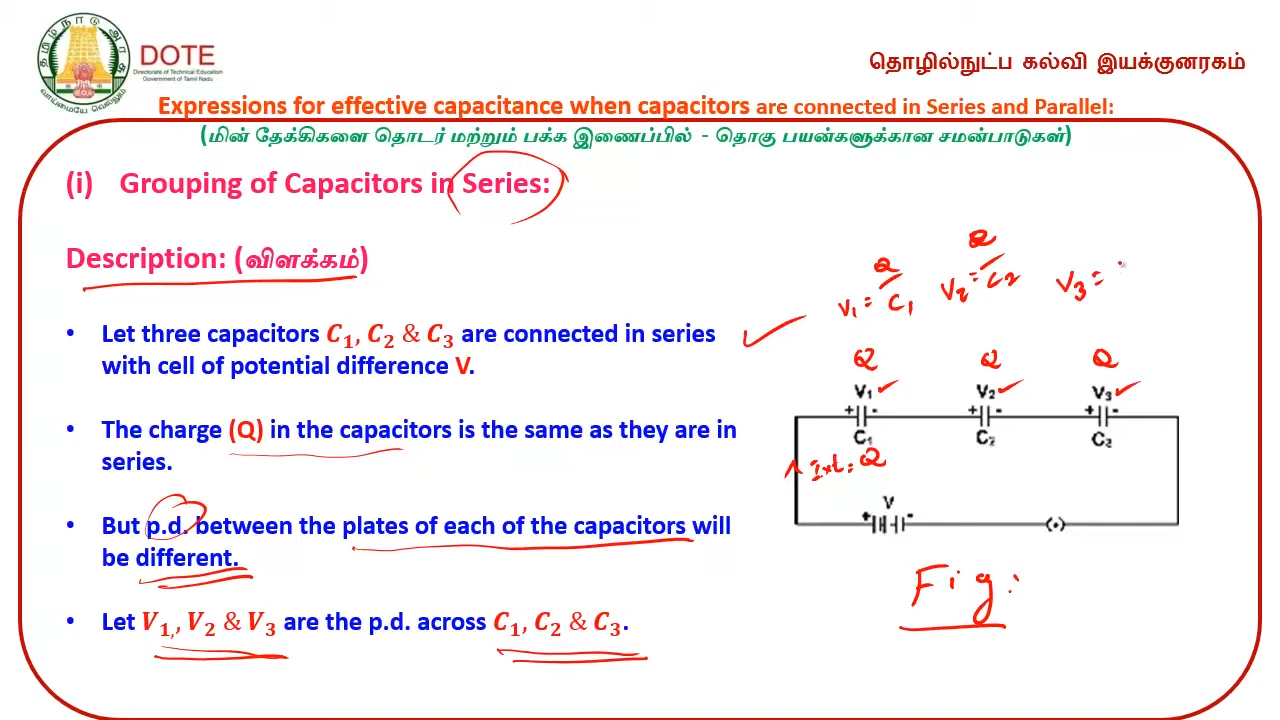 தமிழ்நாடு அரசு
வாய்மையே வெல்லும்
DOTE
Directorate of Technical Education
Government of Tamil Nadu
தொழில்நுட்ப கல்வி இயக்குனரகம்
Expressions for effective capacitance when capacitors are connected in Series and Parallel:
(மின் தேக்கிகளை தொடர் மற்றும் பக்க இணைப்பில் - தொகு பயன்களுக்கான சமன்பாடுகள்)
(i) Grouping of Capacitors in Series:
Description: (விளக்கம்)
• Let three capacitors C₁, C₂ & C₃ are connected in series
with cell of potential difference V.
• The charge (Q) in the capacitors is the same as they are in
series.
• But p.d. between the plates of each of the capacitors will
be different.
• Let V₁,, V₂ & V₃ are the p.d. across C₁, C₂ & C₃.
V₁ = Q/C₁ V₂ = Q/C₂ V₃ =
Q Q Q
V₁ V₂ V₃
+ - + - + -
C₁ C₂ C₂
I×t = Q
V
+ -
(•)
Fig: